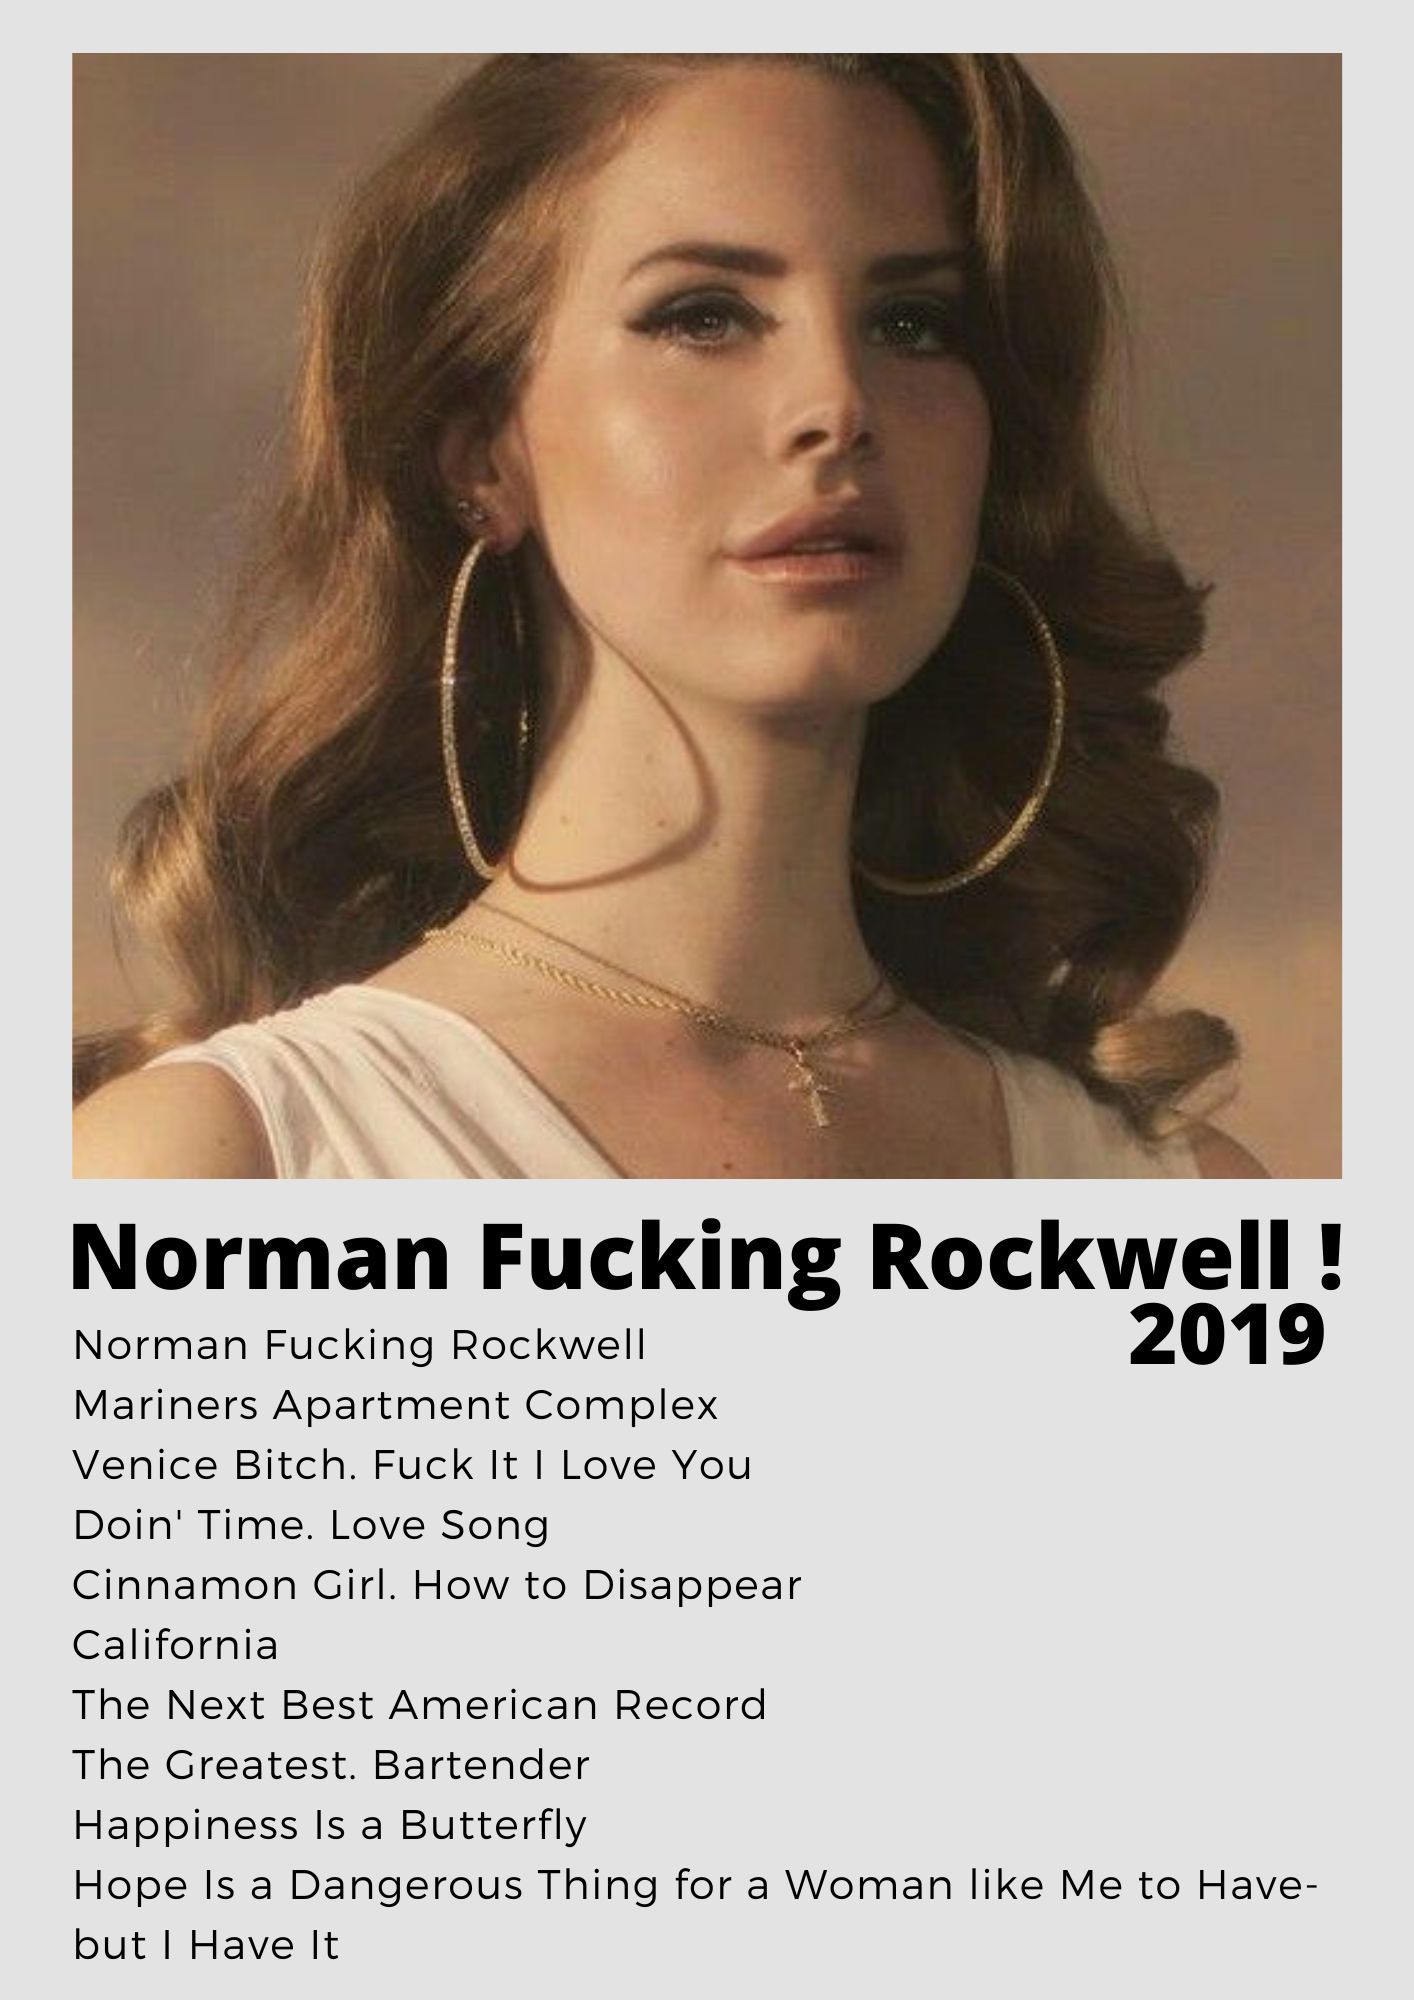 Norman Fucking Rockwell !
2019
Norman Fucking Rockwell
Mariners Apartment Complex
Venice Bitch. Fuck It I Love You
Doin' Time. Love Song
Cinnamon Girl. How to Disappear
California
The Next Best American Record
The Greatest. Bartender
Happiness Is a Butterfly
Hope Is a Dangerous Thing for a Woman like Me to Have-
but I Have It